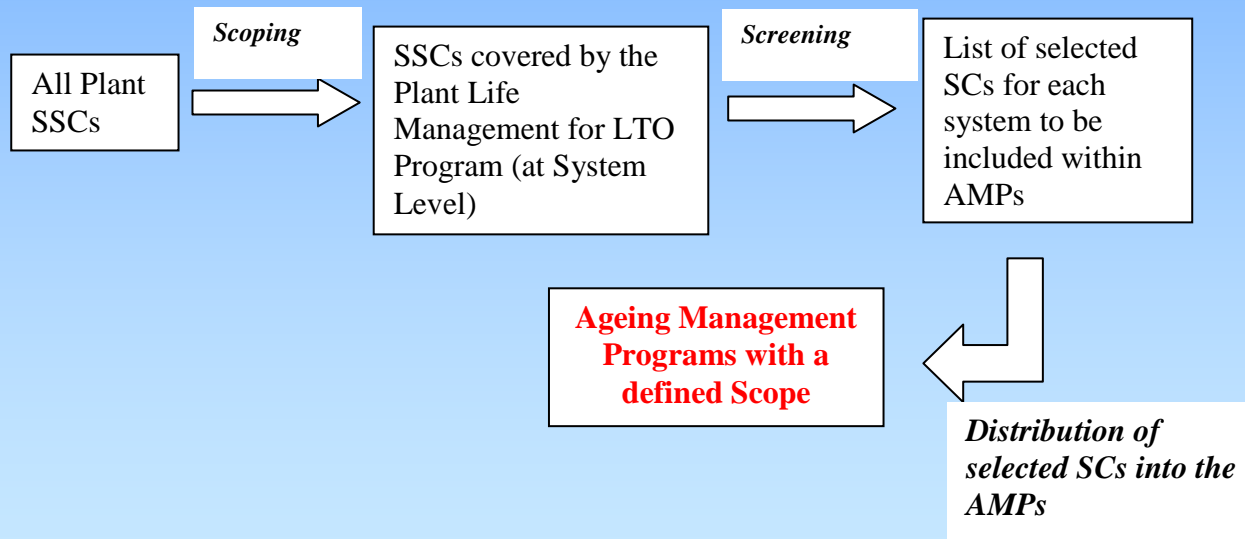 Scoping
All Plant
SSCs
SSCs covered by the
Plant Life
Management for LTO
Program (at System
Level)
Screening
List of selected
SCs for each
system to be
included within
AMPs
Distribution of
selected SCs into the
AMPs
Ageing Management
Programs with a
defined Scope